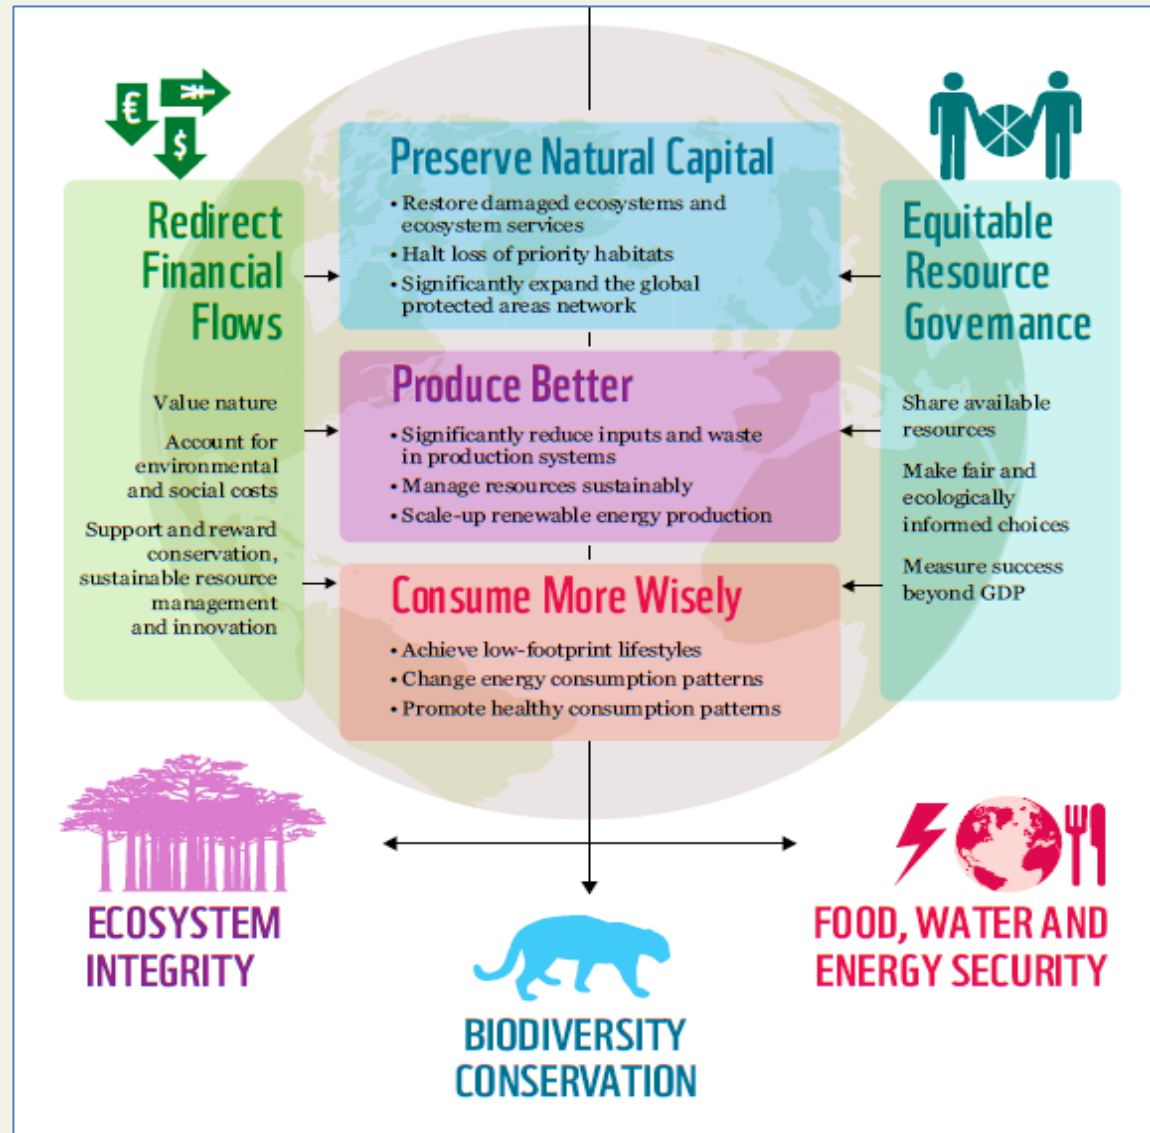 €
¥
$
Redirect
Financial
Flows
Value nature
Account for
environmental
and social costs
Support and reward
conservation,
sustainable resource
management
and innovation
Preserve Natural Capital
• Restore damaged ecosystems and
ecosystem services
• Halt loss of priority habitats
• Significantly expand the global
protected areas network
Produce Better
• Significantly reduce inputs and waste
in production systems
• Manage resources sustainably
• Scale-up renewable energy production
Consume More Wisely
• Achieve low-footprint lifestyles
• Change energy consumption patterns
• Promote healthy consumption patterns
Equitable
Resource
Governance
Share available
resources
Make fair and
ecologically
informed choices
Measure success
beyond GDP
ECOSYSTEM
INTEGRITY
BIODIVERSITY
CONSERVATION
FOOD, WATER AND
ENERGY SECURITY